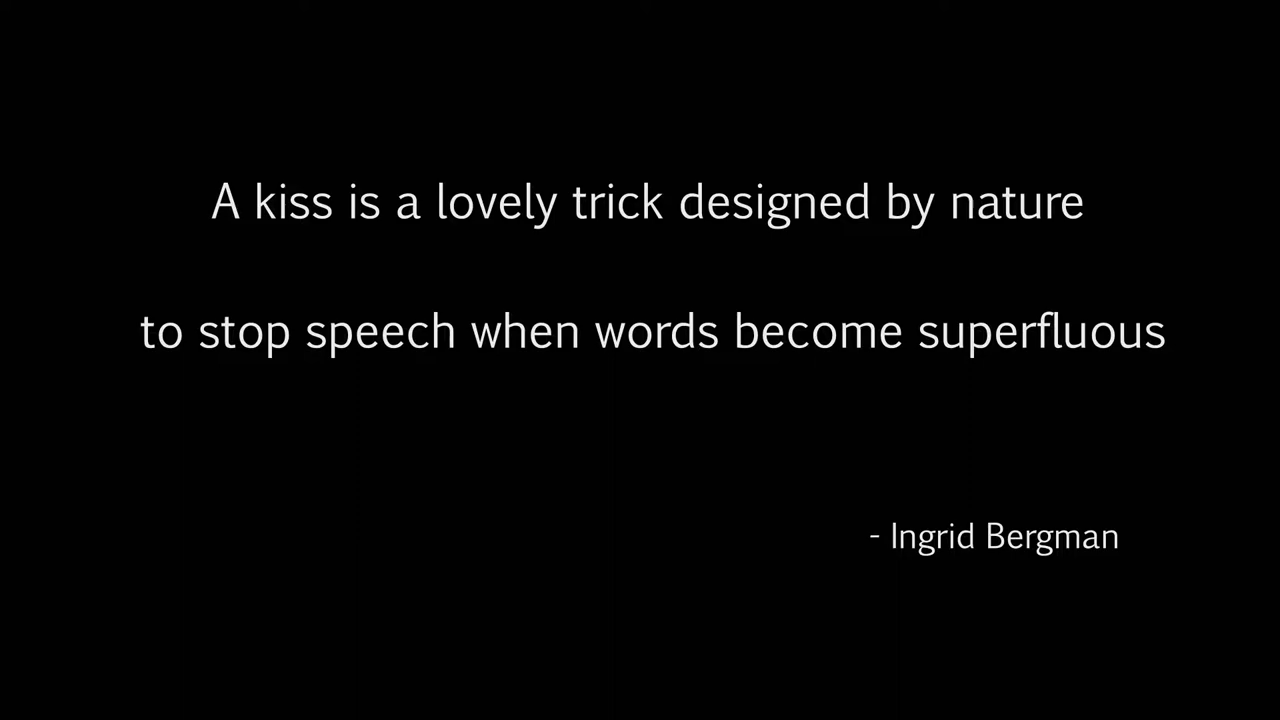 A kiss is a lovely trick designed by nature
to stop speech when words become superfluous
- Ingrid Bergman